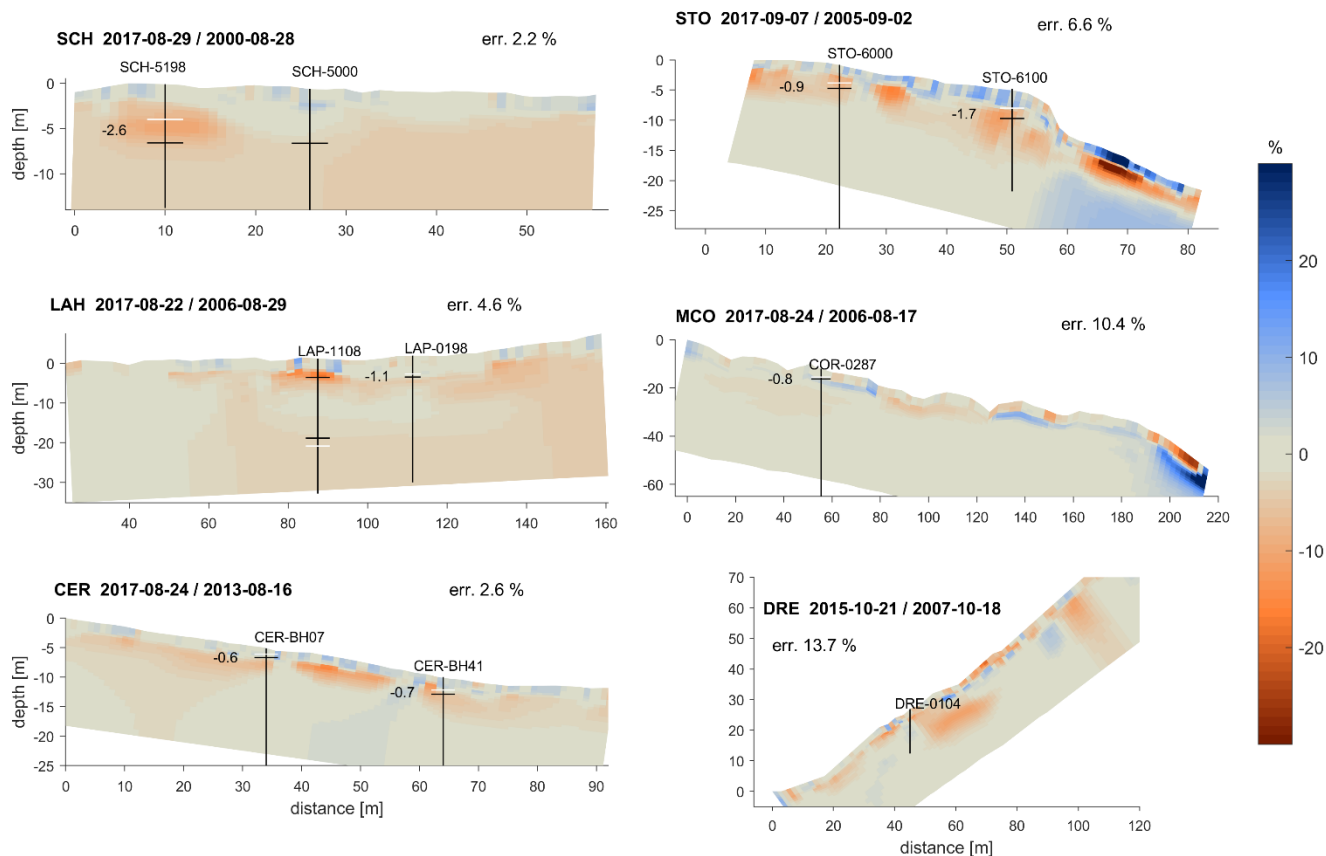 SCH 2017-08-29 / 2000-08-28
err. 2.2 %
SCH-5198
SCH-5000
-2.6
0
-5
-10
depth [m]
0 10 20 30 40 50
STO 2017-09-07 / 2005-09-02
err. 6.6 %
STO-6000
STO-6100
-0.9
-1.7
0
-5
-10
-15
-20
-25
0 10 20 30 40 50 60 70 80
LAH 2017-08-22 / 2006-08-29
err. 4.6 %
LAP-1108
LAP-0198
-1.1
0
-10
-20
-30
depth [m]
40 60 80 100 120 140 160
MCO 2017-08-24 / 2006-08-17
err. 10.4 %
COR-0287
-0.8
0
-20
-40
-60
0 20 40 60 80 100 120 140 160 180 200 220
CER 2017-08-24 / 2013-08-16
err. 2.6 %
CER-BH07
CER-BH41
-0.6
-0.7
0
-5
-10
-15
-20
-25
depth [m]
0 10 20 30 40 50 60 70 80 90
distance [m]
DRE 2015-10-21 / 2007-10-18
err. 13.7 %
DRE-0104
70
60
50
40
30
20
10
0
0 20 40 60 80 100 120
distance [m]
%
20
10
0
-10
-20